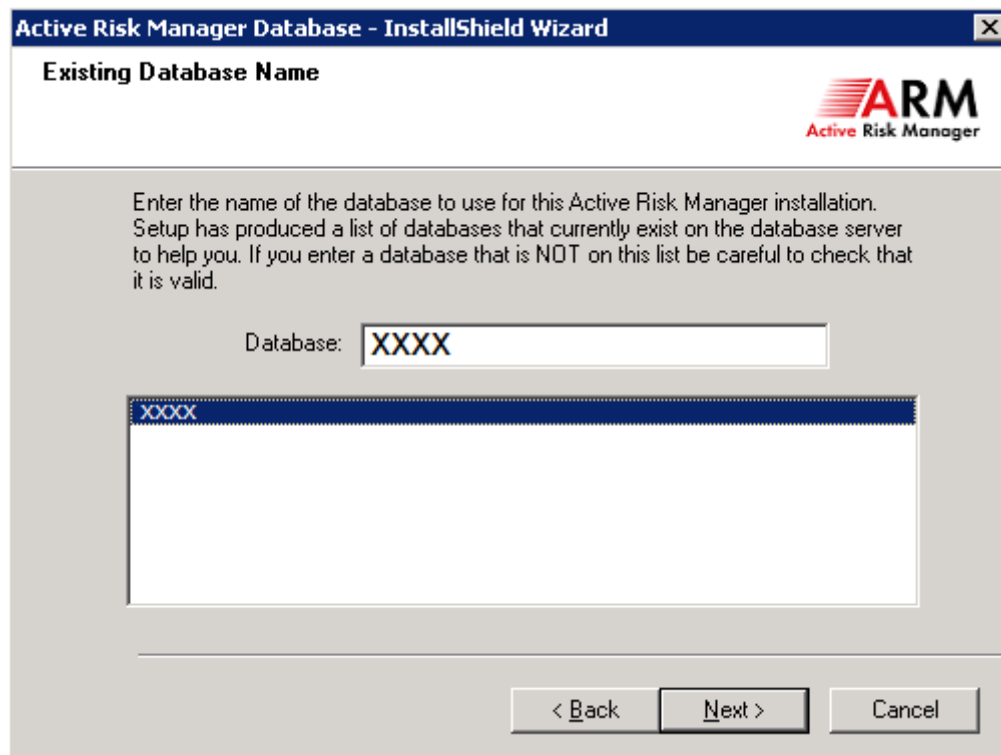 Active Risk Manager Database - InstallShield Wizard
Existing Database Name
ARM
Active Risk Manager
Enter the name of the database to use for this Active Risk Manager installation.
Setup has produced a list of databases that currently exist on the database server
to help you. If you enter a database that is NOT on this list be careful to check that
it is valid.
Database: XXXX
XXXX
< Back Next > Cancel